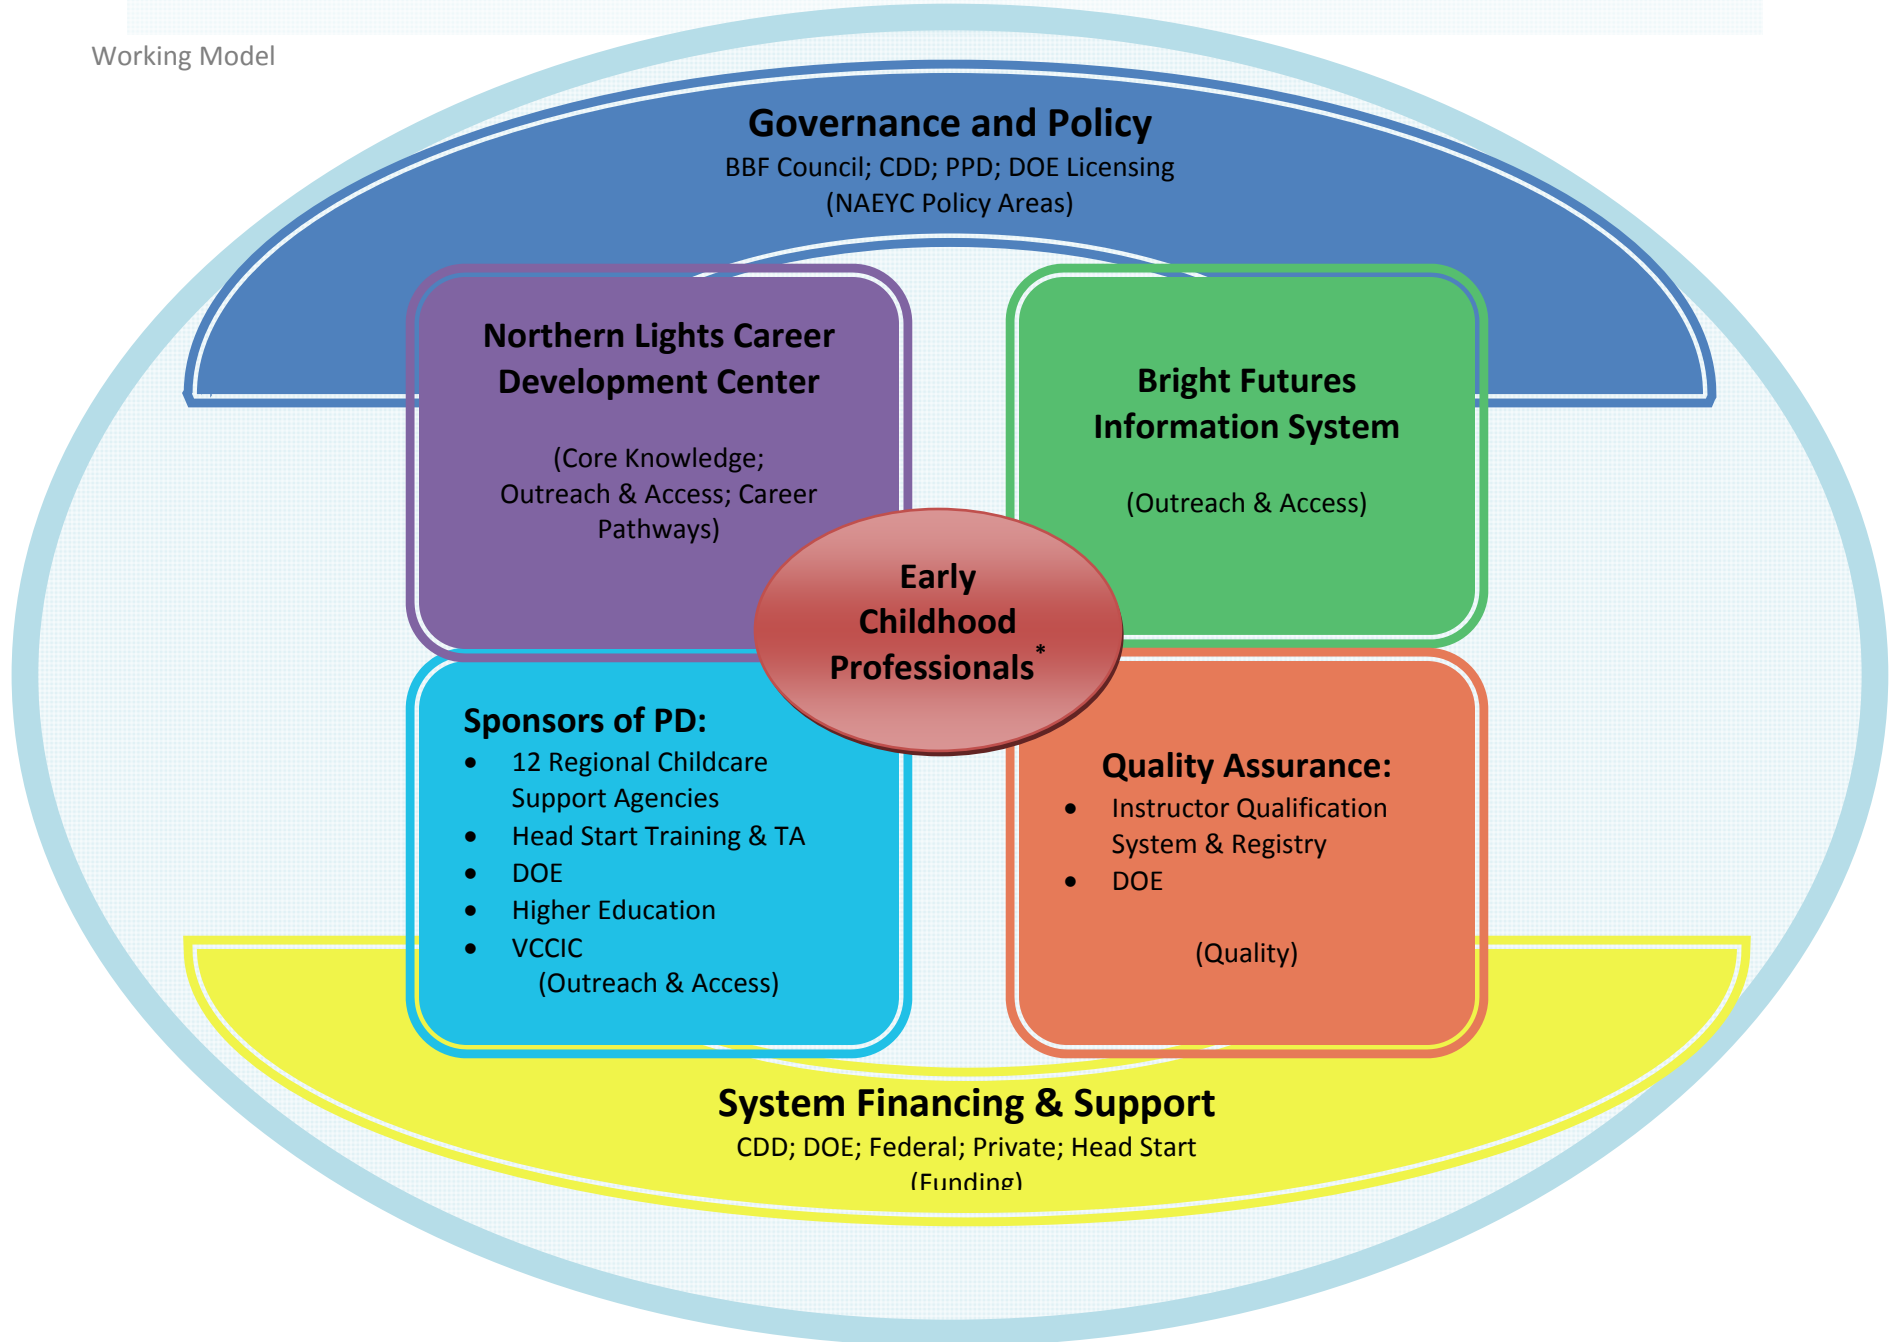 Working Model
Governance and Policy
BBF Council; CDD; PPD; DOE Licensing
(NAEYC Policy Areas)
Northern Lights Career
Development Center
(Core Knowledge;
Outreach & Access; Career
Pathways)
Bright Futures
Information System
(Outreach & Access)
Early
Childhood
Professionals*
Sponsors of PD:
• 12 Regional Childcare
Support Agencies
• Head Start Training & TA
• DOE
• Higher Education
• VCCIC
(Outreach & Access)
Quality Assurance:
• Instructor Qualification
System & Registry
• DOE
(Quality)
System Financing & Support
CDD; DOE; Federal; Private; Head Start
(Funding)